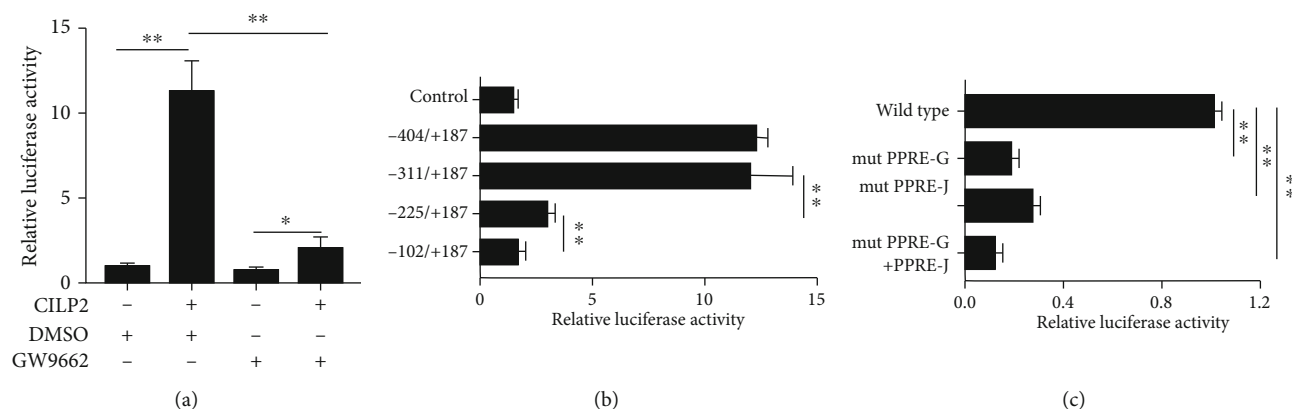 15
10
5
0
Relative luciferase activity
**
**
*
CILP2 – + – +
DMSO + + – –
GW9662 – – + +
(a)
Control
–404/+187
–311/+187
–225/+187
–102/+187
**
**
0 5 10 15
Relative luciferase activity
(b)
Wild type
mut PPRE-G
mut PPRE-J
mut PPRE-G
+PPRE-J
**
**
**
0.0 0.4 0.8 1.2
Relative luciferase activity
(c)